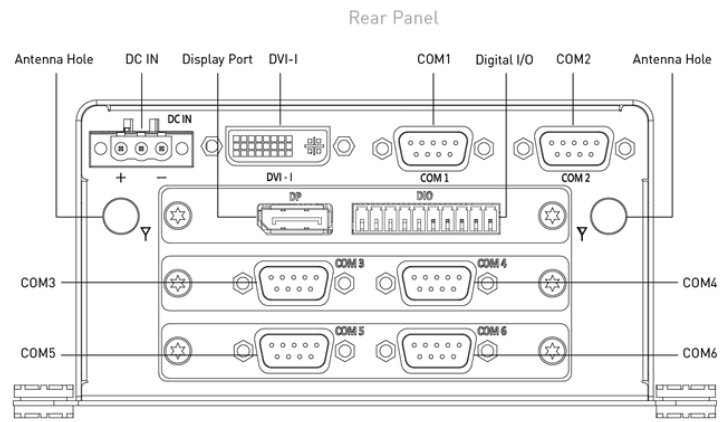 Rear Panel
Antenna Hole DC IN Display Port DVI-I COM1 Digital I/O COM2 Antenna Hole
DC IN
+ − DVI - I COM 1 COM 2
DP DIO
COM 3 COM 4
COM3 COM4
COM 5 COM 6
COM5 COM6